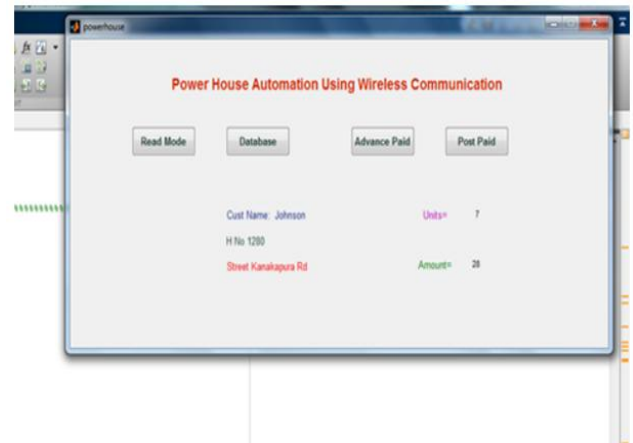 powerhouse
Power House Automation Using Wireless Communication
Read Mode Database Advance Paid Post Paid
Cust Name: Johnson Units= 7
H No 1280
Street Kanakapura Rd Amount= 28